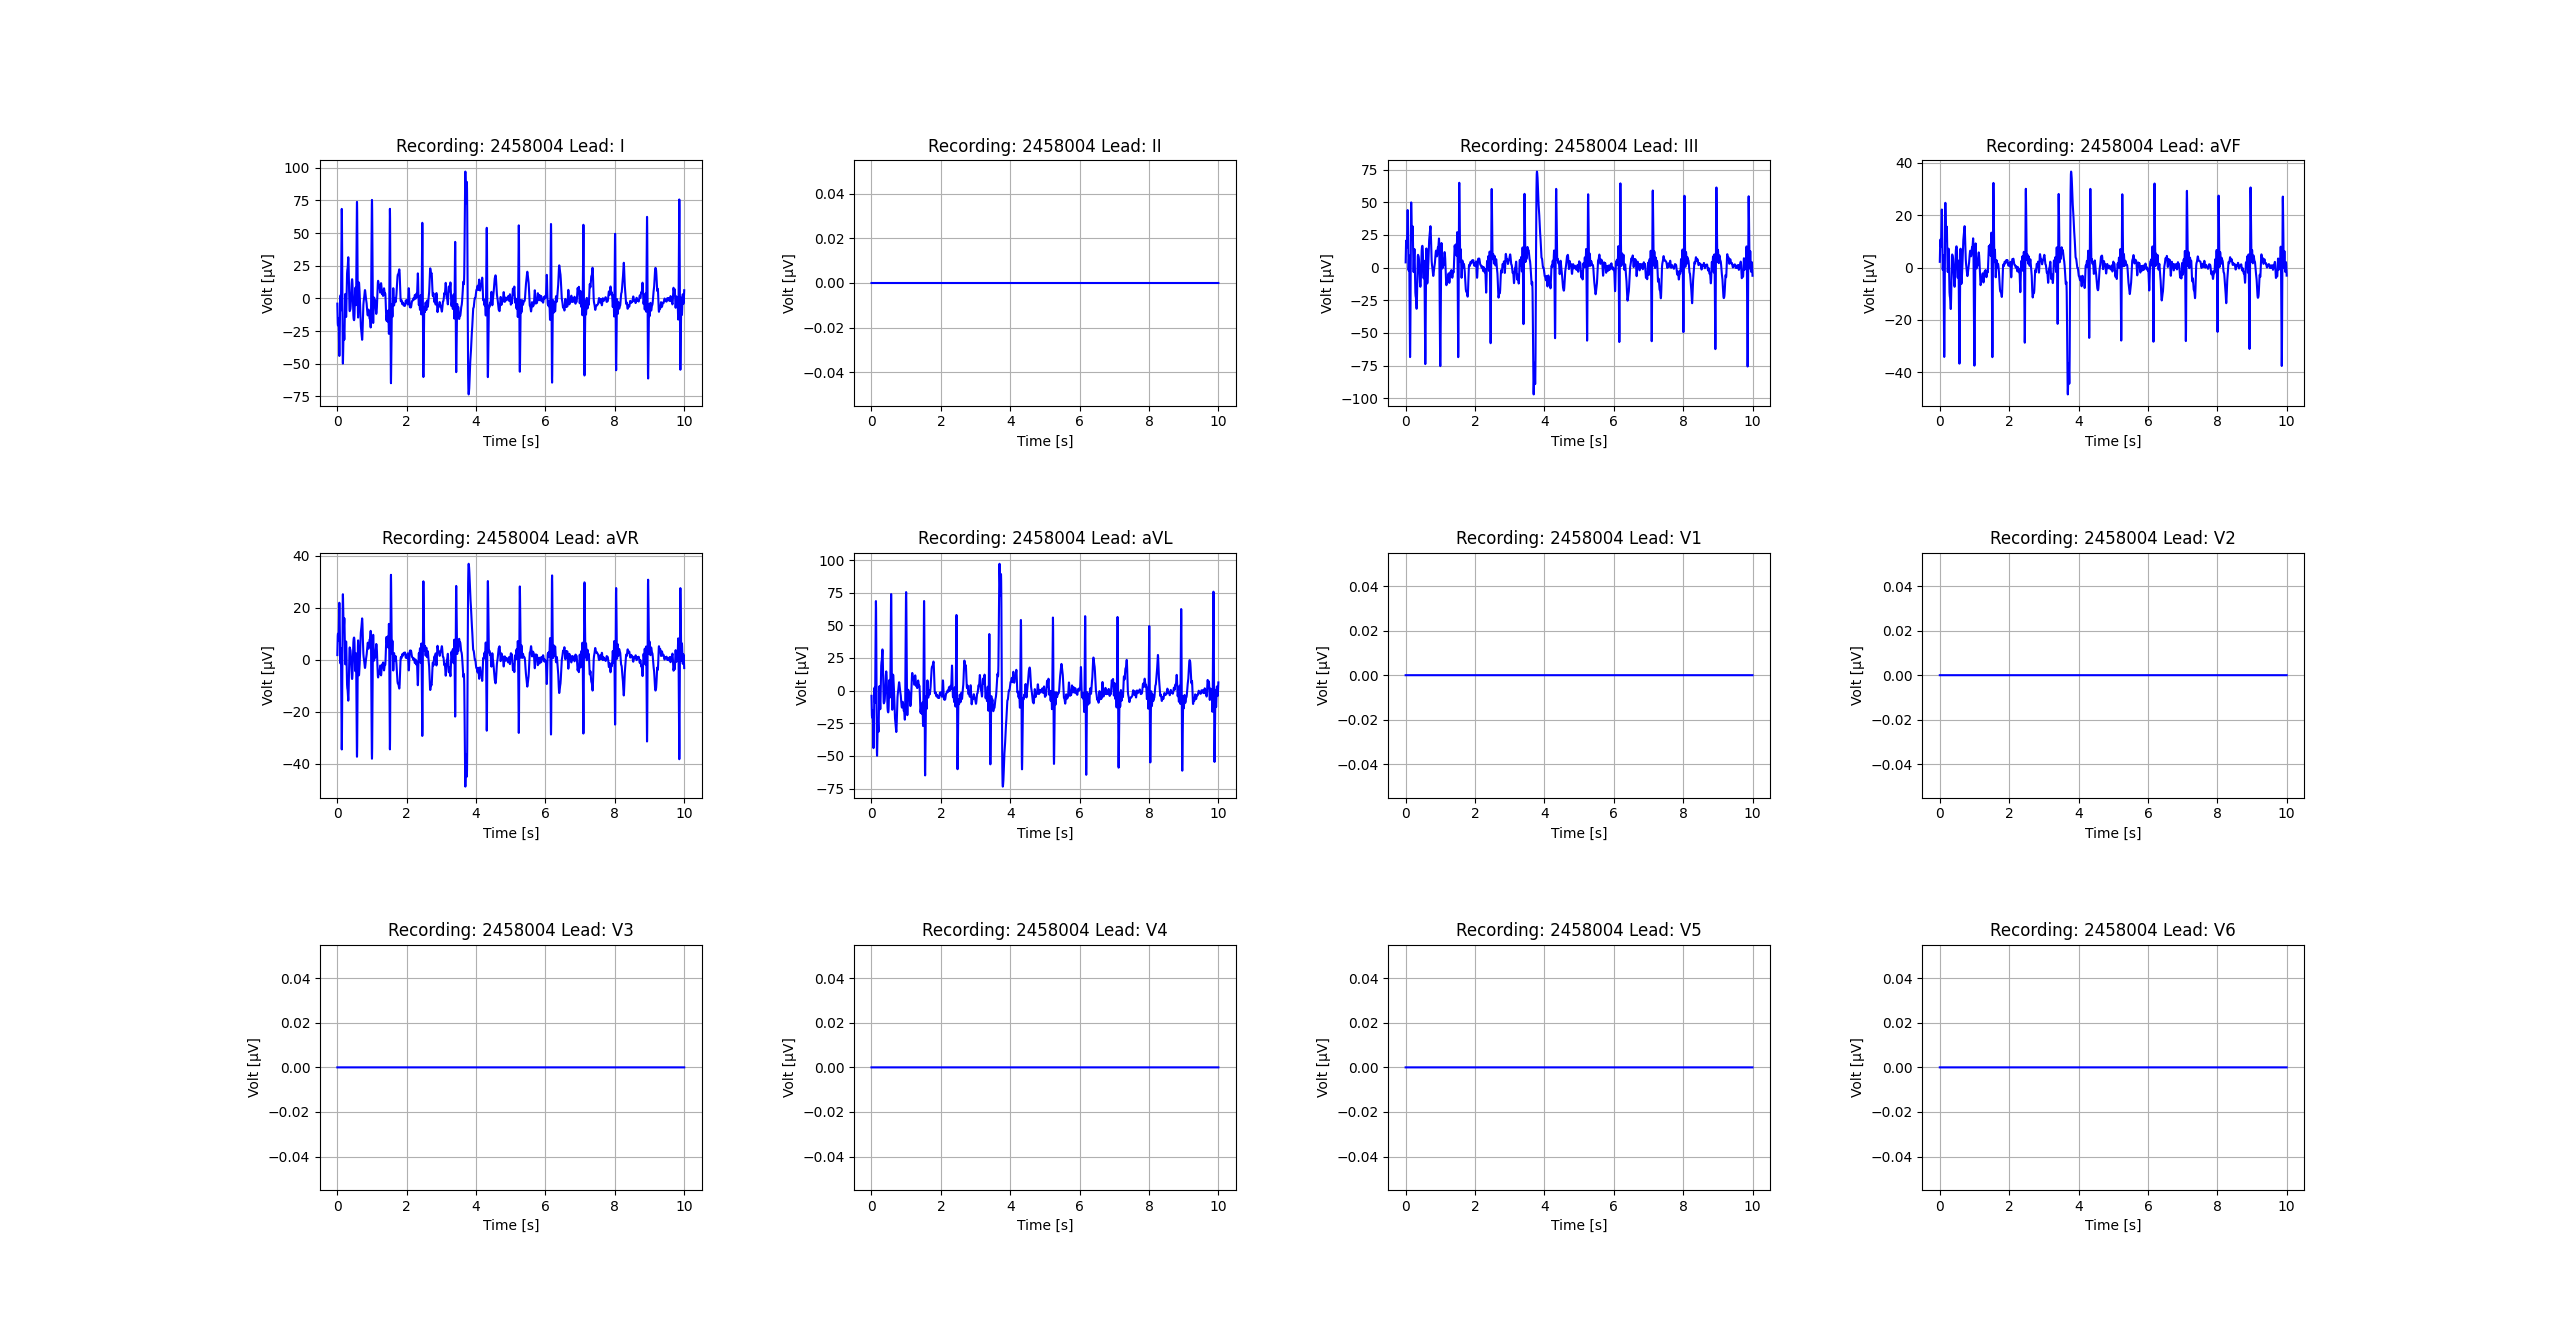 Recording: 2458004 Lead: I
100
75
50
25
0
−25
−50
−75
Volt [µV]
0 2 4 6 8 10
Time [s]
Recording: 2458004 Lead: II
0.04
0.02
0.00
−0.02
−0.04
Volt [µV]
0 2 4 6 8 10
Time [s]
Recording: 2458004 Lead: III
75
50
25
0
−25
−50
−75
−100
Volt [µV]
0 2 4 6 8 10
Time [s]
Recording: 2458004 Lead: aVF
40
20
0
−20
−40
Volt [µV]
0 2 4 6 8 10
Time [s]
Recording: 2458004 Lead: aVR
40
20
0
−20
−40
Volt [µV]
0 2 4 6 8 10
Time [s]
Recording: 2458004 Lead: aVL
100
75
50
25
0
−25
−50
−75
Volt [µV]
0 2 4 6 8 10
Time [s]
Recording: 2458004 Lead: V1
0.04
0.02
0.00
−0.02
−0.04
Volt [µV]
0 2 4 6 8 10
Time [s]
Recording: 2458004 Lead: V2
0.04
0.02
0.00
−0.02
−0.04
Volt [µV]
0 2 4 6 8 10
Time [s]
Recording: 2458004 Lead: V3
0.04
0.02
0.00
−0.02
−0.04
Volt [µV]
0 2 4 6 8 10
Time [s]
Recording: 2458004 Lead: V4
0.04
0.02
0.00
−0.02
−0.04
Volt [µV]
0 2 4 6 8 10
Time [s]
Recording: 2458004 Lead: V5
0.04
0.02
0.00
−0.02
−0.04
Volt [µV]
0 2 4 6 8 10
Time [s]
Recording: 2458004 Lead: V6
0.04
0.02
0.00
−0.02
−0.04
Volt [µV]
0 2 4 6 8 10
Time [s]